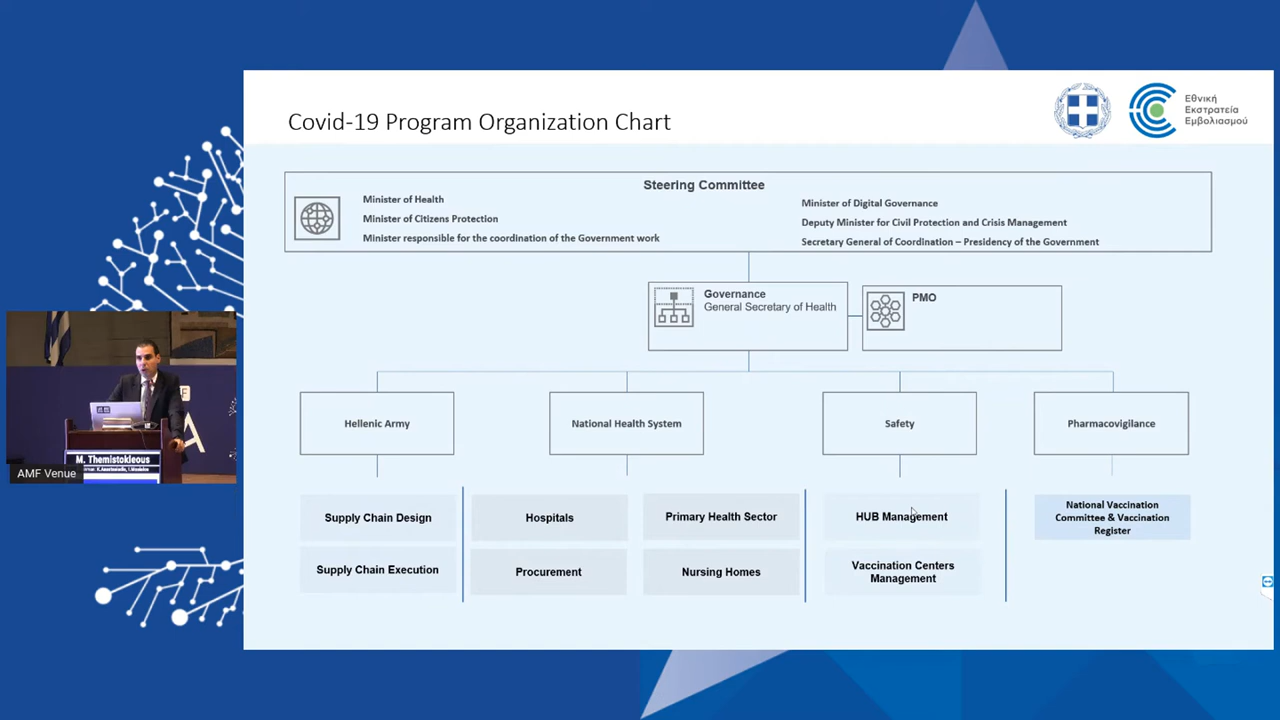 Covid-19 Program Organization Chart
Εθνική
Εκστρατεία
Εμβολιασμού
Steering Committee
Minister of Health
Minister of Citizens Protection
Minister responsible for the coordination of the Government work
Minister of Digital Governance
Deputy Minister for Civil Protection and Crisis Management
Secretary General of Coordination – Presidency of the Government
Governance
General Secretary of Health
PMO
Hellenic Army
National Health System
Safety
Pharmacovigilance
Supply Chain Design
Supply Chain Execution
Hospitals
Procurement
Primary Health Sector
Nursing Homes
HUB Management
Vaccination Centers
Management
National Vaccination
Committee & Vaccination
Register
M. Themistokleous
AMF Venue